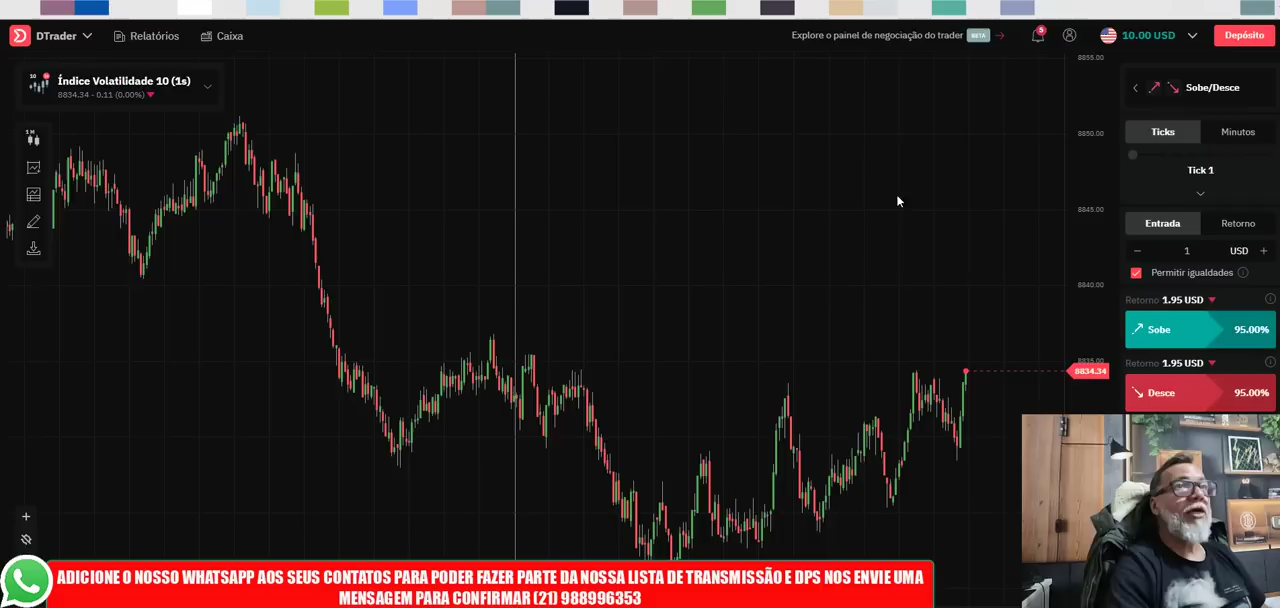 DTrader
Relatórios
Caixa
Explore o painel de negociação do trader BETA
5
10.00 USD
Depósito
10 1s
Índice Volatilidade 10 (1s)
8834.34 - 0.11 (0.00%)
1M
8855.00
8850.00
8845.00
8840.00
8835.00
8834.34
Sobe/Desce
Ticks
Minutos
Tick 1
Entrada
Retorno
− 1 USD +
Permitir igualdades
Retorno 1.95 USD
Sobe 95.00%
Retorno 1.95 USD
Desce 95.00%
ADICIONE O NOSSO WHATSAPP AOS SEUS CONTATOS PARA PODER FAZER PARTE DA NOSSA LISTA DE TRANSMISSÃO E DPS NOS ENVIE UMA
MENSAGEM PARA CONFIRMAR (21) 988996353